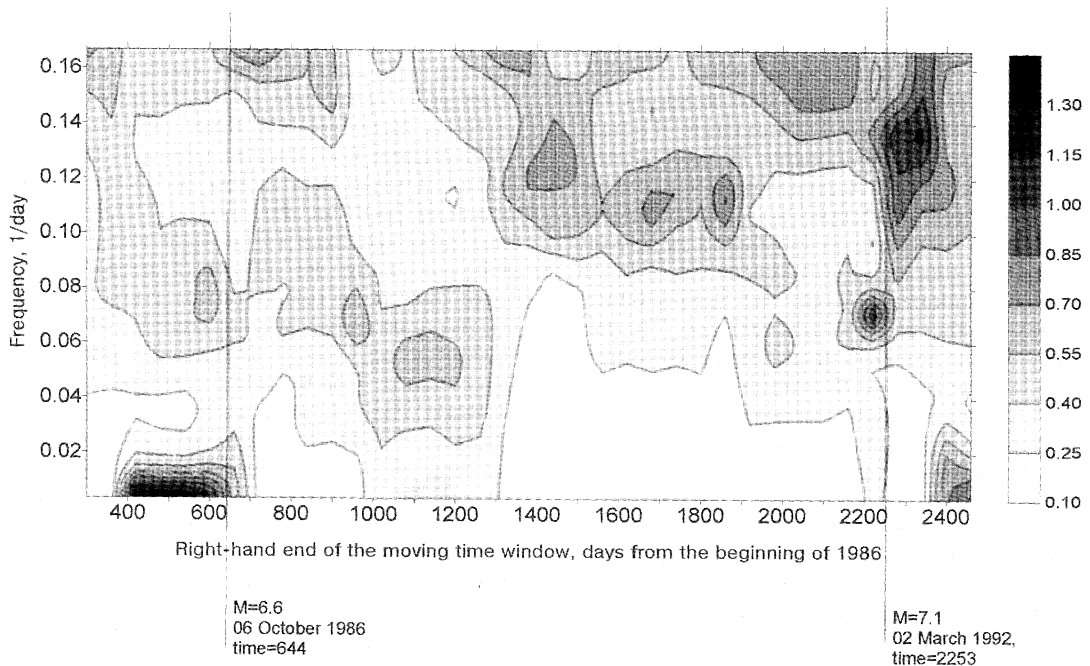 0.16
0.14
0.12
0.10
0.08
0.06
0.04
0.02
Frequency, 1/day
400 600 800 1000 1200 1400 1600 1800 2000 2200 2400
Right-hand end of the moving time window, days from the beginning of 1986
1.30
1.15
1.00
0.85
0.70
0.55
0.40
0.25
0.10
M=6.6
06 October 1986
time=644
M=7.1
02 March 1992,
time=2253